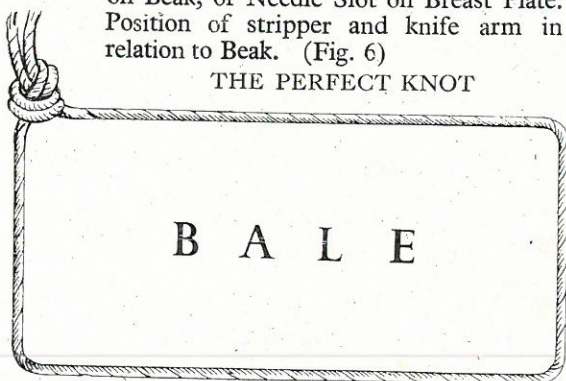 on Beak, or Needle Slot on Breast Plate.
Position of stripper and knife arm in
relation to Beak. (Fig. 6)
THE PERFECT KNOT
BALE